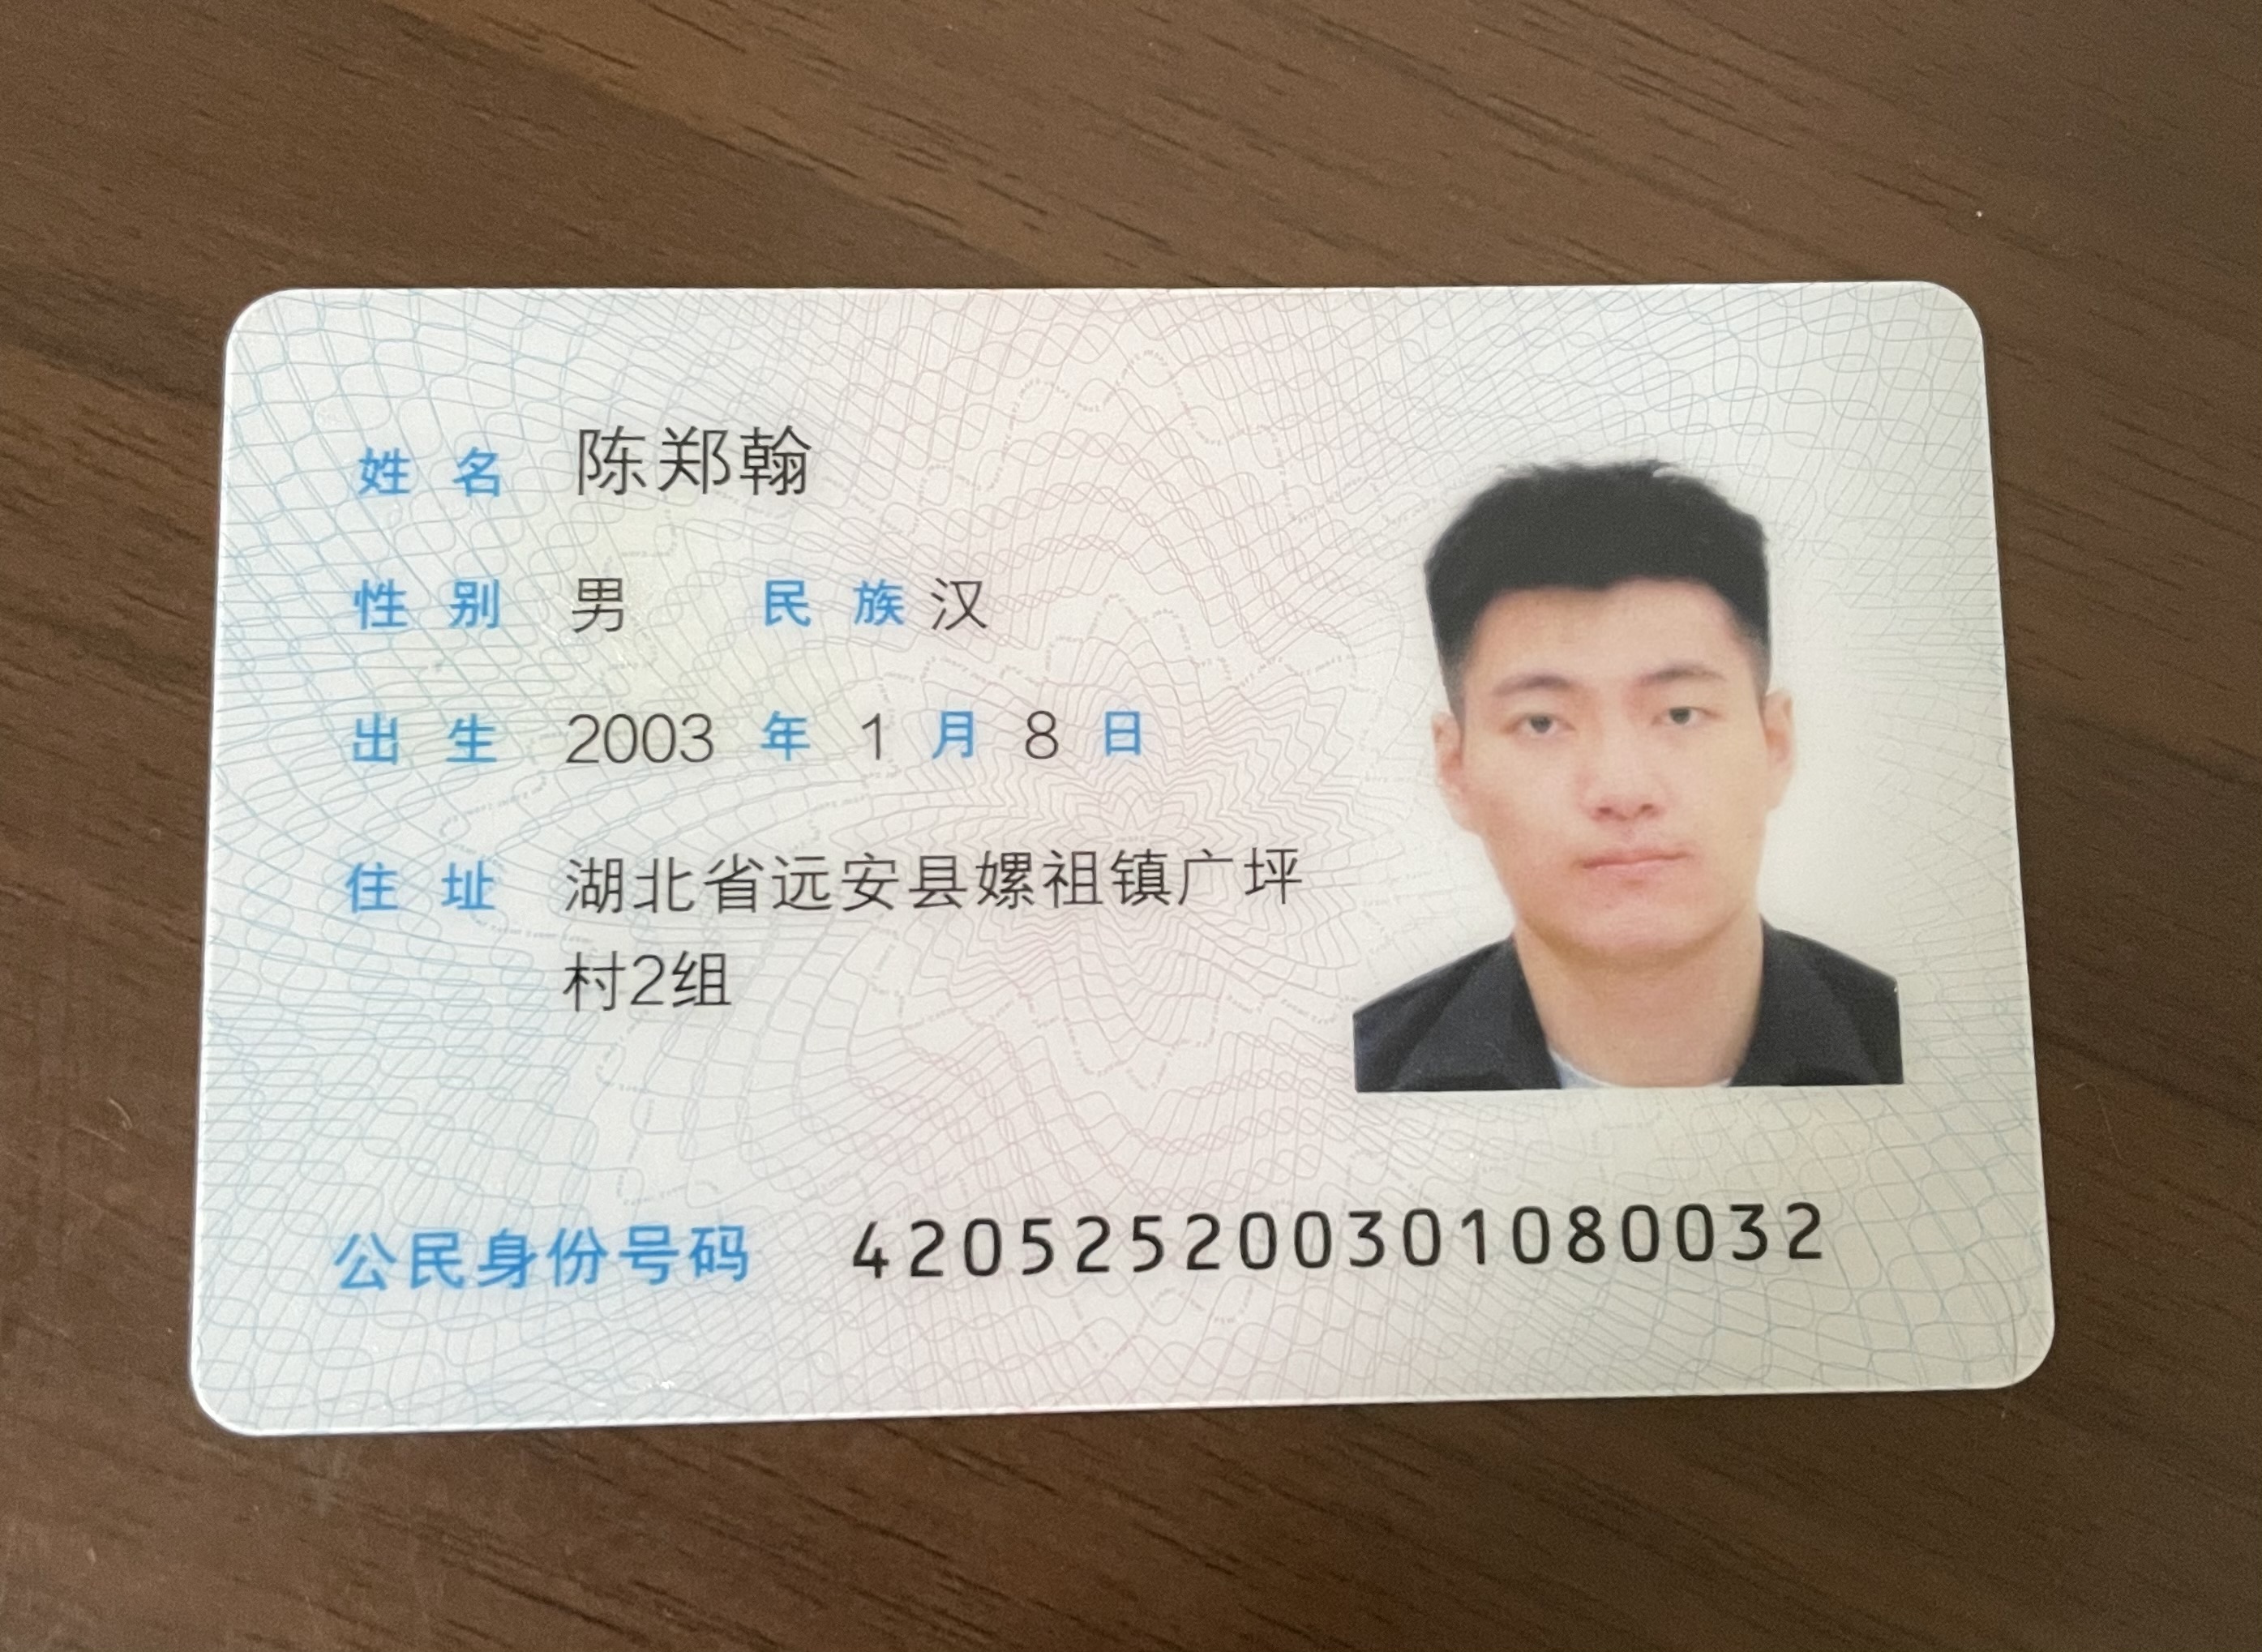 姓名 陈郑翰
性别 男 民族 汉
出生 2003 年 1 月 8 日
住址 湖北省远安县嫘祖镇广坪
村2组
公民身份号码 420525200301080032